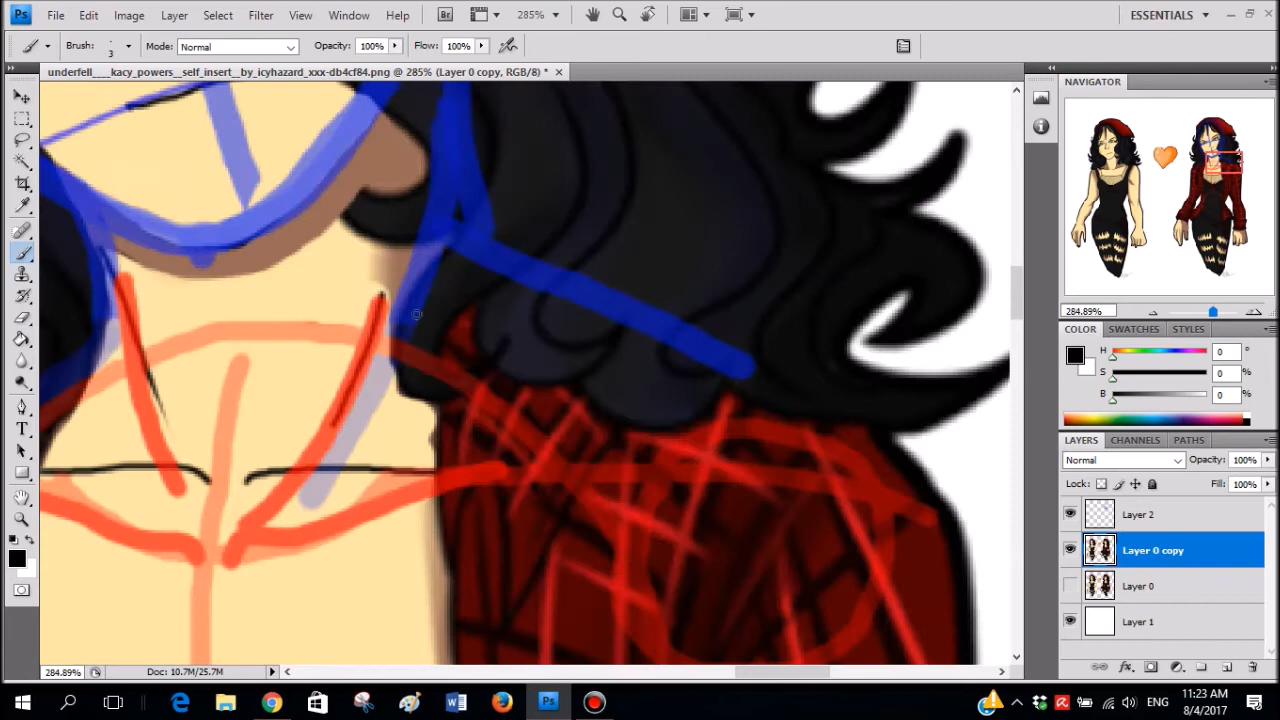 Ps File Edit Image Layer Select Filter View Window Help Br 285% ESSENTIALS
Brush: 3 Mode: Normal Opacity: 100% Flow: 100%
underfell____kacy_powers__self_insert__by_icyhazard_xxx-db4cf84.png @ 285% (Layer 0 copy, RGB/8) *
NAVIGATOR
284.89%
COLOR SWATCHES STYLES
H 0 °
S 0 %
B 0 %
LAYERS CHANNELS PATHS
Normal Opacity: 100%
Lock: Fill: 100%
Layer 2
Layer 0 copy
Layer 0
Layer 1
284.89% Doc: 10.7M/25.7M
ENG 11:23 AM
8/4/2017